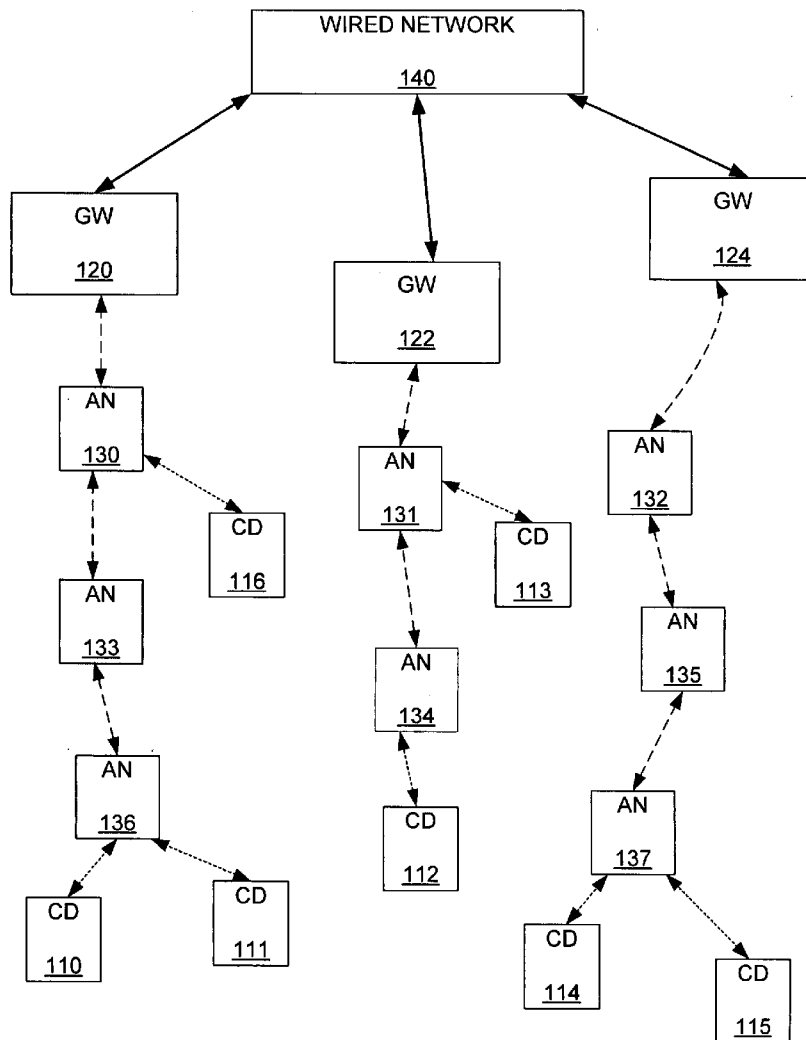 WIRED NETWORK
140
GW
120
GW
122
GW
124
AN
130
CD
116
AN
133
AN
136
CD
110
CD
111
AN
131
CD
113
AN
134
CD
112
AN
132
AN
135
AN
137
CD
114
CD
115